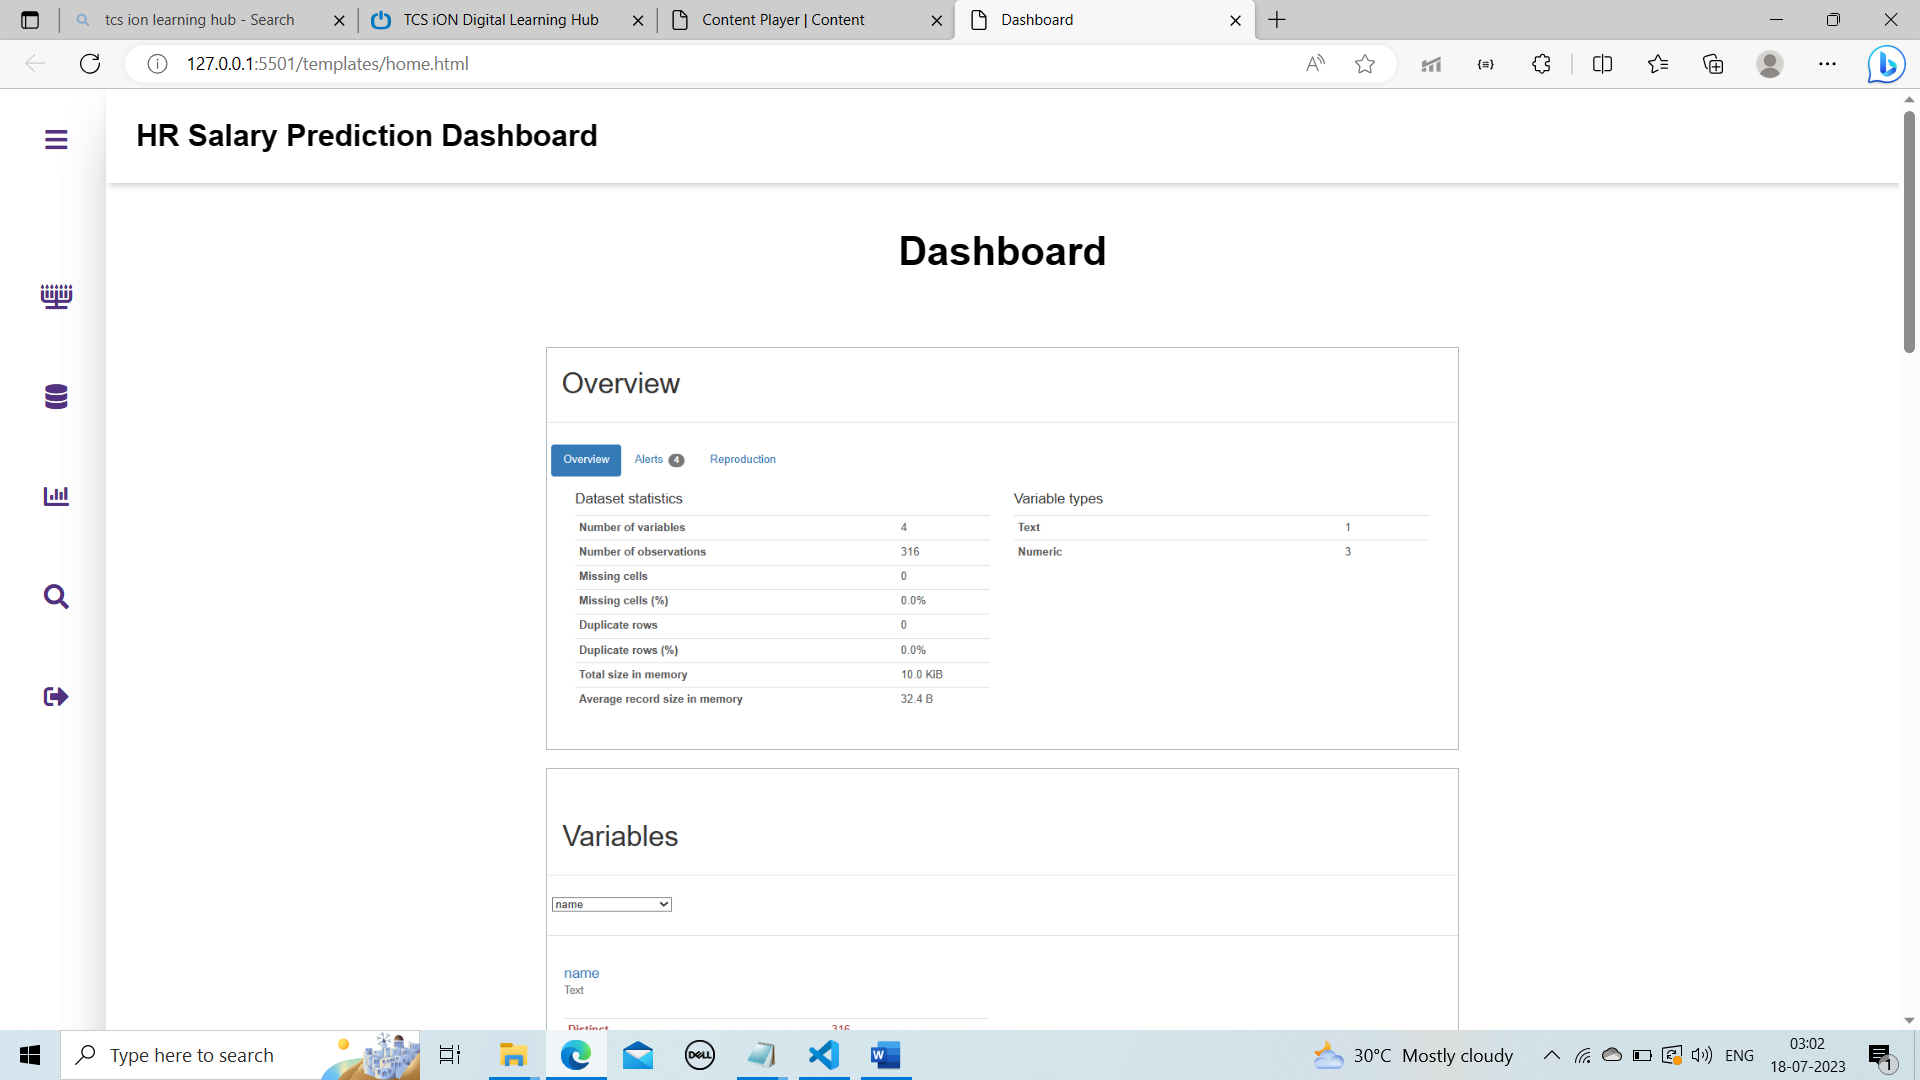 tcs ion learning hub - Search
TCS iON Digital Learning Hub
Content Player | Content
Dashboard
127.0.0.1:5501/templates/home.html
HR Salary Prediction Dashboard
Dashboard
Overview
Overview Alerts 4 Reproduction
Dataset statistics
Number of variables 4
Number of observations 316
Missing cells 0
Missing cells (%) 0.0%
Duplicate rows 0
Duplicate rows (%) 0.0%
Total size in memory 10.0 KiB
Average record size in memory 32.4 B
Variable types
Text 1
Numeric 3
Variables
name
name
Text
Distinct 316
Type here to search
DELL
W
30°C Mostly cloudy
ENG
03:02
18-07-2023
1